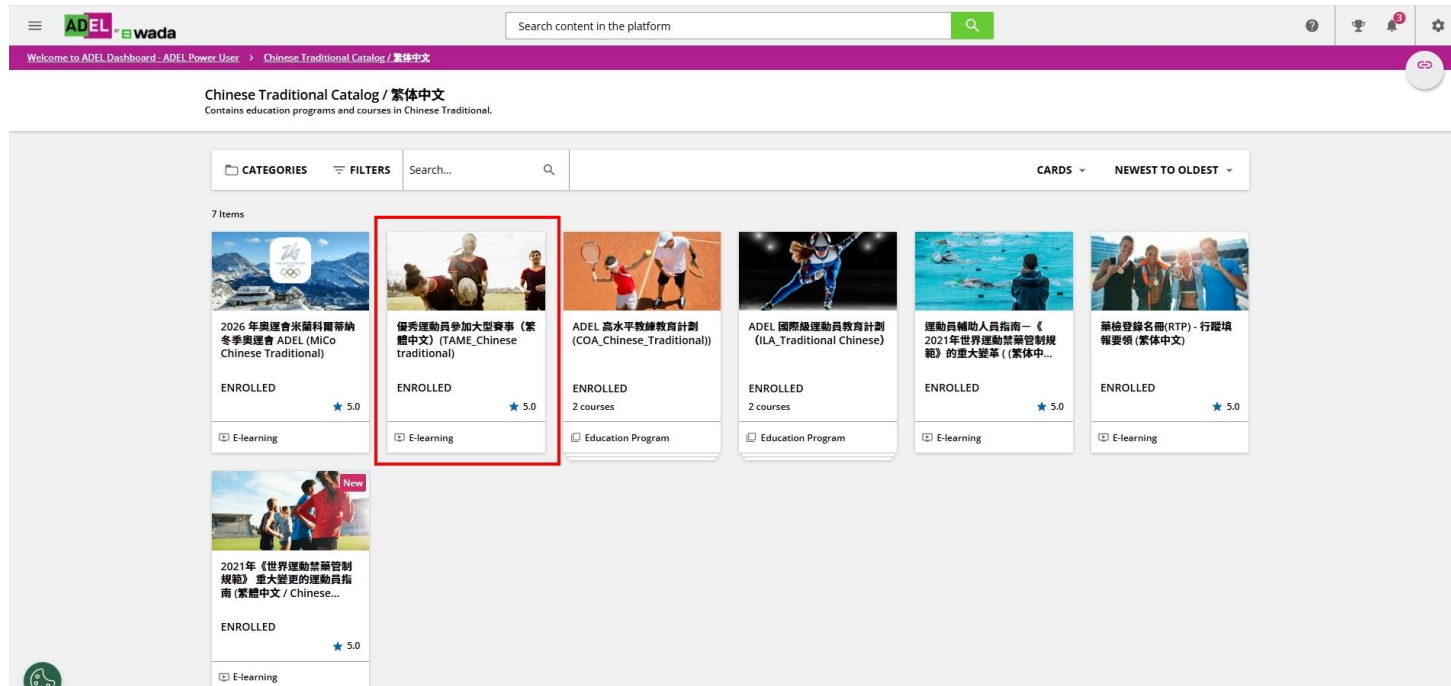 ADEL wada
Search content in the platform
3
Welcome to ADEL Dashboard - ADEL Power User > Chinese Traditional Catalog / 繁体中文
Chinese Traditional Catalog / 繁体中文
Contains education programs and courses in Chinese Traditional.
CATEGORIES FILTERS Search... CARDS NEWEST TO OLDEST
7 Items
2026 年奧運會米蘭科爾蒂納
冬季奧運會 ADEL (MiCo
Chinese Traditional)
ENROLLED
★ 5.0
E-learning
優秀運動員參加大型賽事（繁
體中文）(TAME_Chinese
traditional)
ENROLLED
★ 5.0
E-learning
ADEL 高水平教練教育計劃
(COA_Chinese_Traditional))
ENROLLED
2 courses
Education Program
ADEL 國際級運動員教育計劃
（ILA_Traditional Chinese）
ENROLLED
2 courses
Education Program
運動員輔助人員指南－《
2021年世界運動禁藥管制規
範》的重大變革 ( (繁体中...
ENROLLED
★ 5.0
E-learning
藥檢登錄名冊(RTP) - 行蹤填
報要領 (繁体中文)
ENROLLED
★ 5.0
E-learning
New
2021年《世界運動禁藥管制
規範》 重大變更的運動員指
南 (繁體中文 / Chinese...
ENROLLED
★ 5.0
E-learning